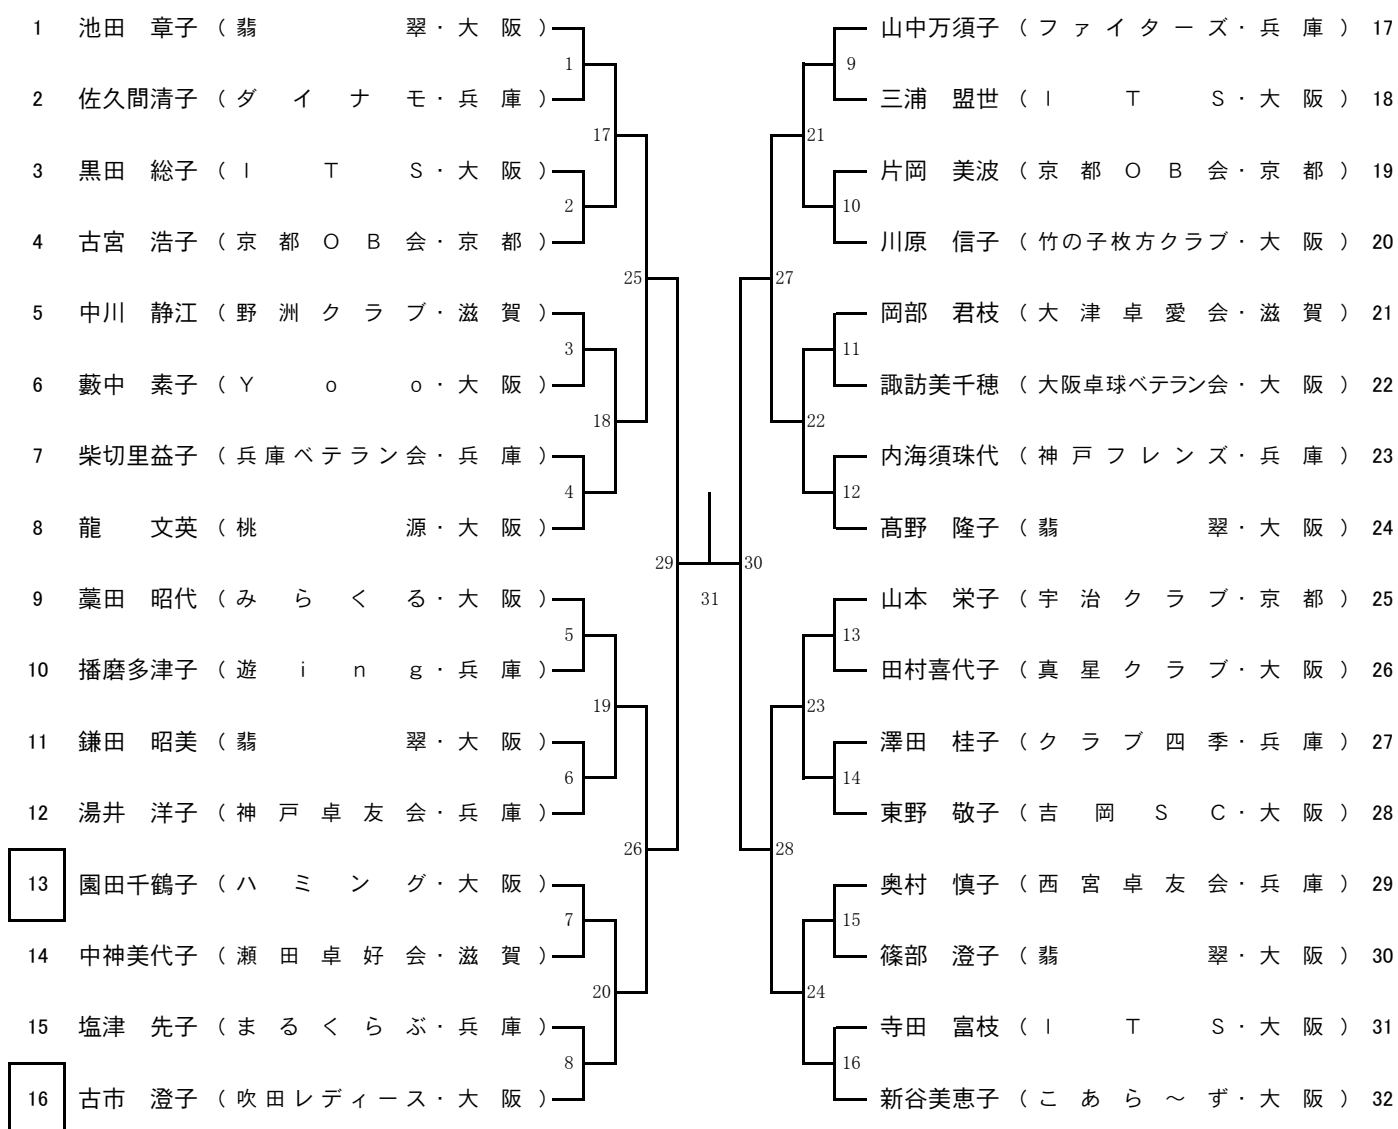 1 池田 章子 （ 翡 翠 ・ 大 阪 ） 山中万須子 （ フ ァ イ タ ー ズ ・ 兵 庫 ） 17
1 9
2 佐久間清子 （ ダ イ ナ モ ・ 兵 庫 ） 三浦 盟世 （ Ｉ Ｔ Ｓ ・ 大 阪 ） 18
17 21
3 黒田 総子 （ Ｉ Ｔ Ｓ ・ 大 阪 ） 片岡 美波 （ 京 都 Ｏ Ｂ 会 ・ 京 都 ） 19
2 10
4 古宮 浩子 （ 京 都 Ｏ Ｂ 会 ・ 京 都 ） 川原 信子 （ 竹の子枚方クラブ ・ 大 阪 ） 20
25 27
5 中川 静江 （ 野 洲 ク ラ ブ ・ 滋 賀 ） 岡部 君枝 （ 大 津 卓 愛 会 ・ 滋 賀 ） 21
3 11
6 藪中 素子 （ Ｙ ｏ ｏ ・ 大 阪 ） 諏訪美千穂 （ 大阪卓球ベテラン会 ・ 大 阪 ） 22
18 22
7 柴切里益子 （ 兵庫ベテラン会 ・ 兵 庫 ） 内海須珠代 （ 神 戸 フ レ ン ズ ・ 兵 庫 ） 23
4 12
8 龍 文英 （ 桃 源 ・ 大 阪 ） 髙野 隆子 （ 翡 翠 ・ 大 阪 ） 24
29 30
9 藁田 昭代 （ み ら く る ・ 大 阪 ） 31 山本 栄子 （ 宇 治 ク ラ ブ ・ 京 都 ） 25
5 13
10 播磨多津子 （ 遊 ｉ ｎ ｇ ・ 兵 庫 ） 田村喜代子 （ 真 星 ク ラ ブ ・ 大 阪 ） 26
19 23
11 鎌田 昭美 （ 翡 翠 ・ 大 阪 ） 澤田 桂子 （ ク ラ ブ 四 季 ・ 兵 庫 ） 27
6 14
12 湯井 洋子 （ 神 戸 卓 友 会 ・ 兵 庫 ） 東野 敬子 （ 吉 岡 Ｓ Ｃ ・ 大 阪 ） 28
26 28
13 園田千鶴子 （ ハ ミ ン グ ・ 大 阪 ） 奥村 慎子 （ 西 宮 卓 友 会 ・ 兵 庫 ） 29
7 15
14 中神美代子 （ 瀬 田 卓 好 会 ・ 滋 賀 ） 篠部 澄子 （ 翡 翠 ・ 大 阪 ） 30
20 24
15 塩津 先子 （ ま る く ら ぶ ・ 兵 庫 ） 寺田 富枝 （ Ｉ Ｔ Ｓ ・ 大 阪 ） 31
8 16
16 古市 澄子 （ 吹田レディース ・ 大 阪 ） 新谷美恵子 （ こ あ ら ～ ず ・ 大 阪 ） 32